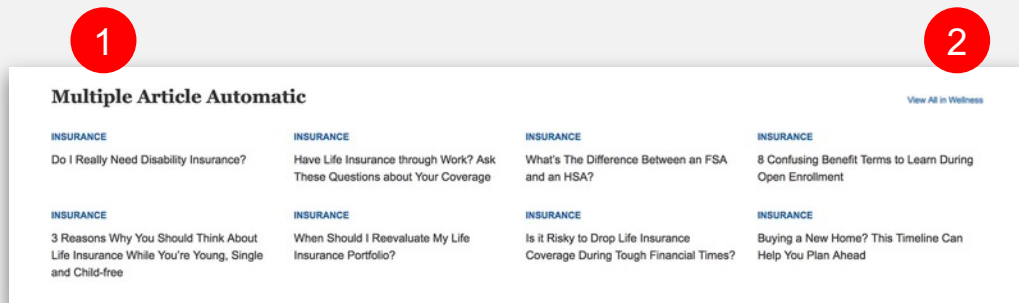 1
2
Multiple Article Automatic
View All in Wellness
INSURANCE
Do I Really Need Disability Insurance?
INSURANCE
Have Life Insurance through Work? Ask
These Questions about Your Coverage
INSURANCE
What's The Difference Between an FSA
and an HSA?
INSURANCE
8 Confusing Benefit Terms to Learn During
Open Enrollment
INSURANCE
3 Reasons Why You Should Think About
Life Insurance While You're Young, Single
and Child-free
INSURANCE
When Should I Reevaluate My Life
Insurance Portfolio?
INSURANCE
Is it Risky to Drop Life Insurance
Coverage During Tough Financial Times?
INSURANCE
Buying a New Home? This Timeline Can
Help You Plan Ahead